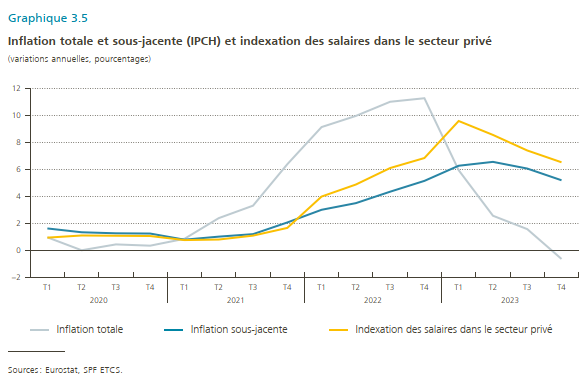 Graphique 3.5
Inflation totale et sous-jacente (IPCH) et indexation des salaires dans le secteur privé
(variations annuelles, pourcentages)
12
10
8
6
4
2
0
−2
T1 T2 T3 T4 T1 T2 T3 T4 T1 T2 T3 T4 T1 T2 T3 T4
2020 2021 2022 2023
Inflation totale Inflation sous-jacente Indexation des salaires dans le secteur privé
Sources : Eurostat, SPF ETCS.